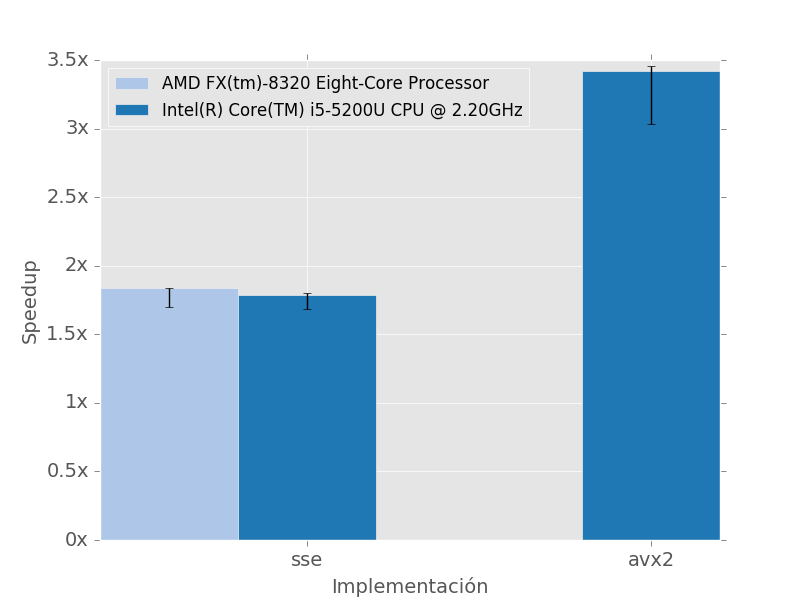 3.5x
3x
2.5x
2x
1.5x
1x
0.5x
0x
Speedup
AMD FX(tm)-8320 Eight-Core Processor
Intel(R) Core(TM) i5-5200U CPU @ 2.20GHz
sse
avx2
Implementación